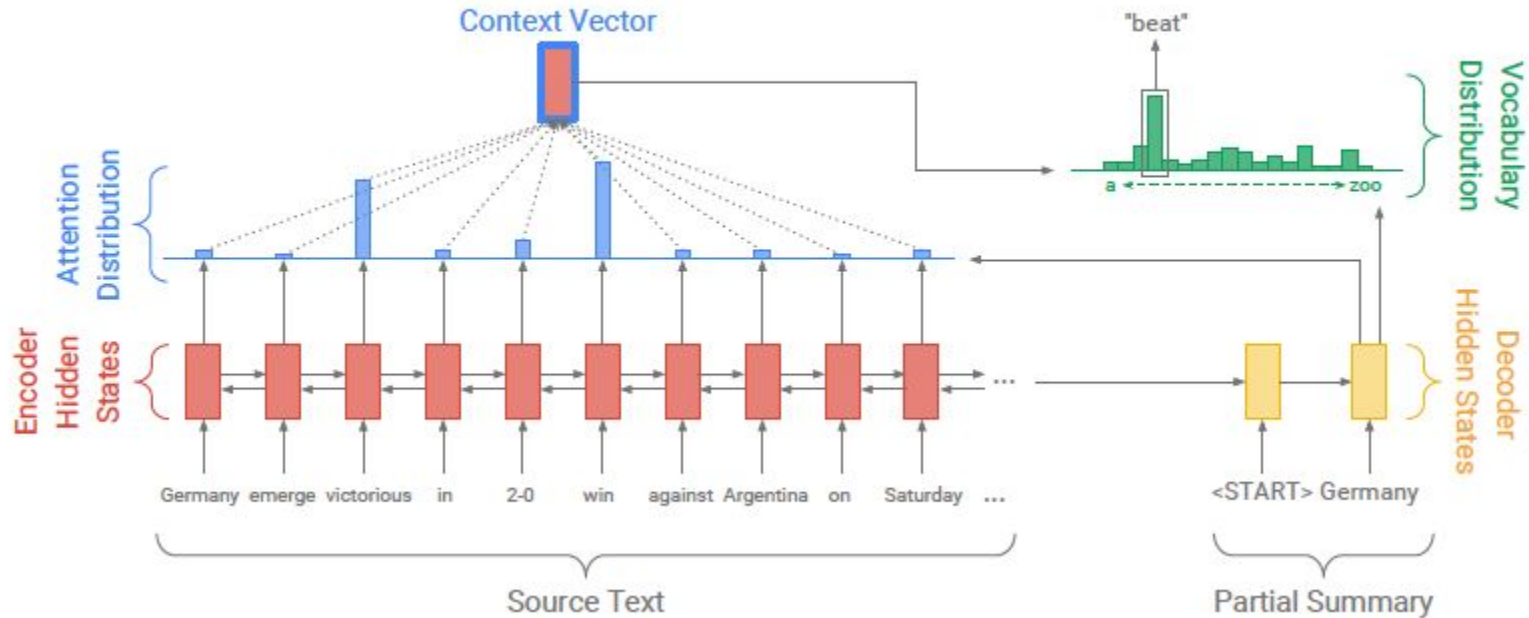 Context Vector
"beat"
Attention
Distribution
a
zoo
Vocabulary
Distribution
Encoder
Hidden
States
...
Decoder
Hidden States
Germany emerge victorious in 2-0 win against Argentina on Saturday ...
<START> Germany
Source Text
Partial Summary